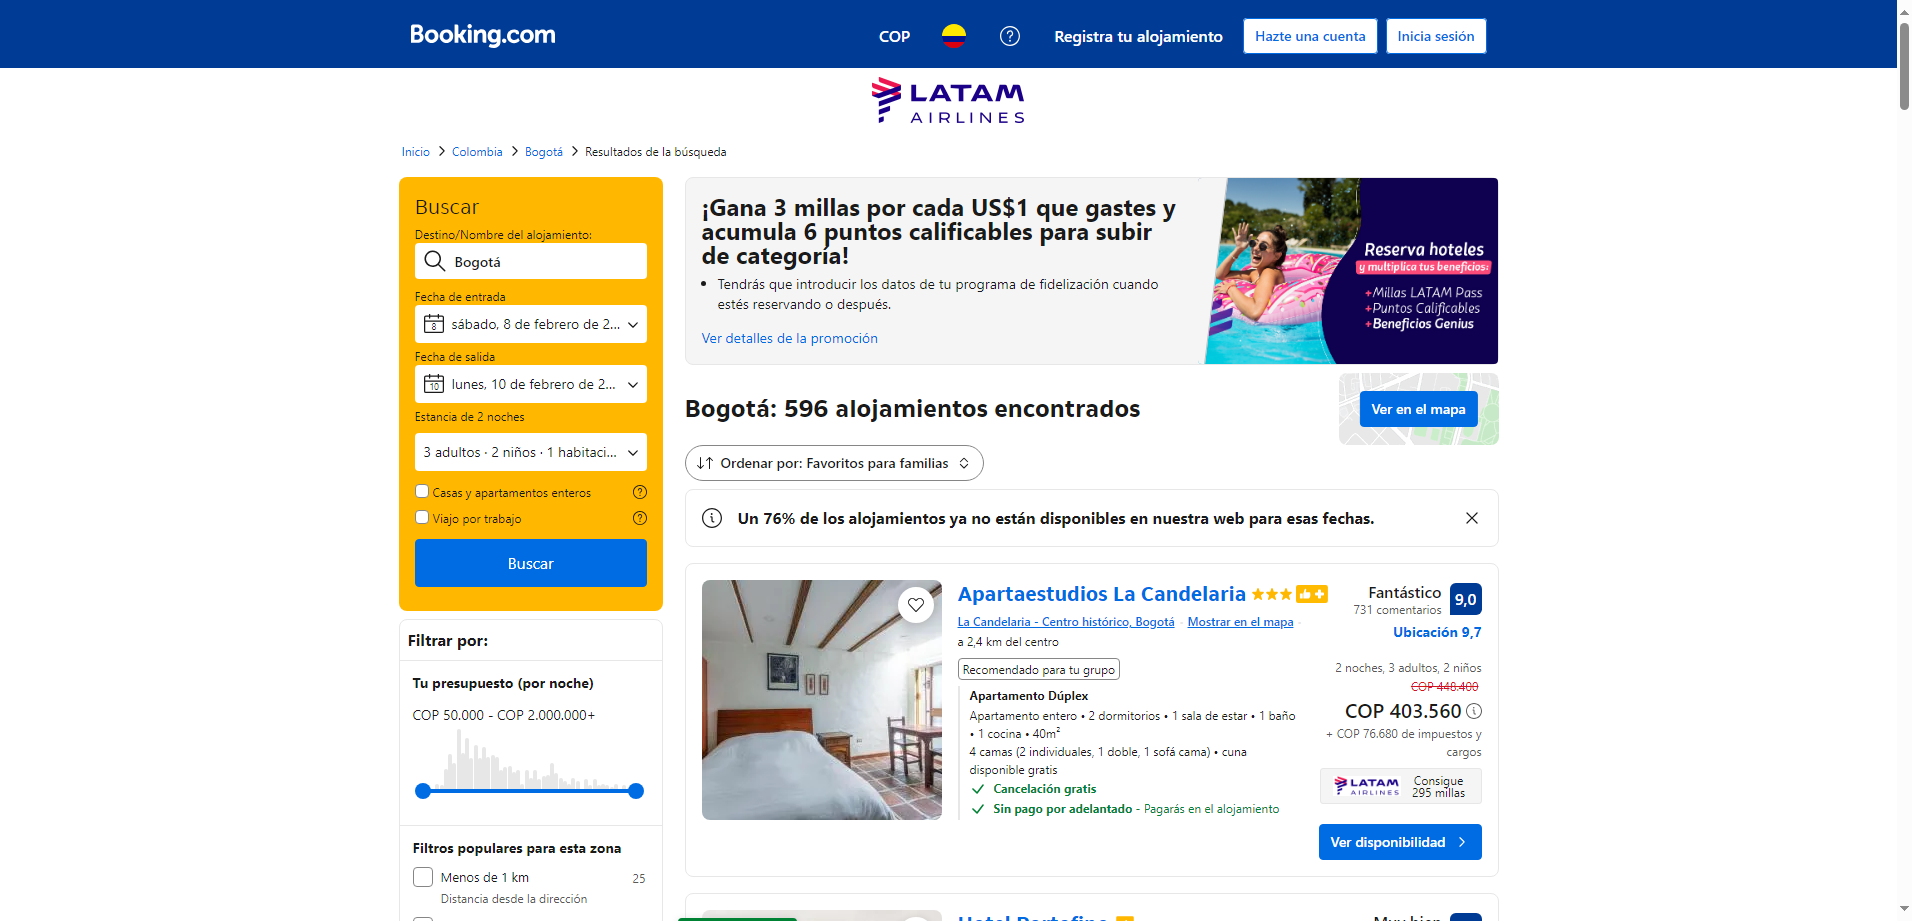 Booking.com
COP
Registra tu alojamiento
Hazte una cuenta
Inicia sesión
LATAM
AIRLINES
Inicio > Colombia > Bogotá > Resultados de la búsqueda
Buscar
Destino/Nombre del alojamiento:
Bogotá
Fecha de entrada
8
sábado, 8 de febrero de 2...
Fecha de salida
10
lunes, 10 de febrero de 2...
Estancia de 2 noches
3 adultos · 2 niños · 1 habitaci...
Casas y apartamentos enteros
Viajo por trabajo
Buscar
Filtrar por:
Tu presupuesto (por noche)
COP 50.000 - COP 2.000.000+
Filtros populares para esta zona
Menos de 1 km
25
Distancia desde la dirección
¡Gana 3 millas por cada US$1 que gastes y
acumula 6 puntos calificables para subir
de categoría!
• Tendrás que introducir los datos de tu programa de fidelización cuando
estés reservando o después.
Ver detalles de la promoción
Reserva hoteles
y multiplica tus beneficios:
+Millas LATAM Pass
+Puntos Calificables
+Beneficios Genius
Bogotá: 596 alojamientos encontrados
Ver en el mapa
Ordenar por: Favoritos para familias
Un 76% de los alojamientos ya no están disponibles en nuestra web para esas fechas.
Apartaestudios La Candelaria
La Candelaria - Centro histórico, Bogotá · Mostrar en el mapa ·
a 2,4 km del centro
Recomendado para tu grupo
Apartamento Dúplex
Apartamento entero • 2 dormitorios • 1 sala de estar • 1 baño
• 1 cocina • 40m²
4 camas (2 individuales, 1 doble, 1 sofá cama) • cuna
disponible gratis
Cancelación gratis
Sin pago por adelantado - Pagarás en el alojamiento
Fantástico
731 comentarios
9,0
Ubicación 9,7
2 noches, 3 adultos, 2 niños
COP 448.400
COP 403.560
+ COP 76.680 de impuestos y
cargos
LATAM
AIRLINES
Consigue
295 millas
Ver disponibilidad
Hotel Portofino
Muy bien